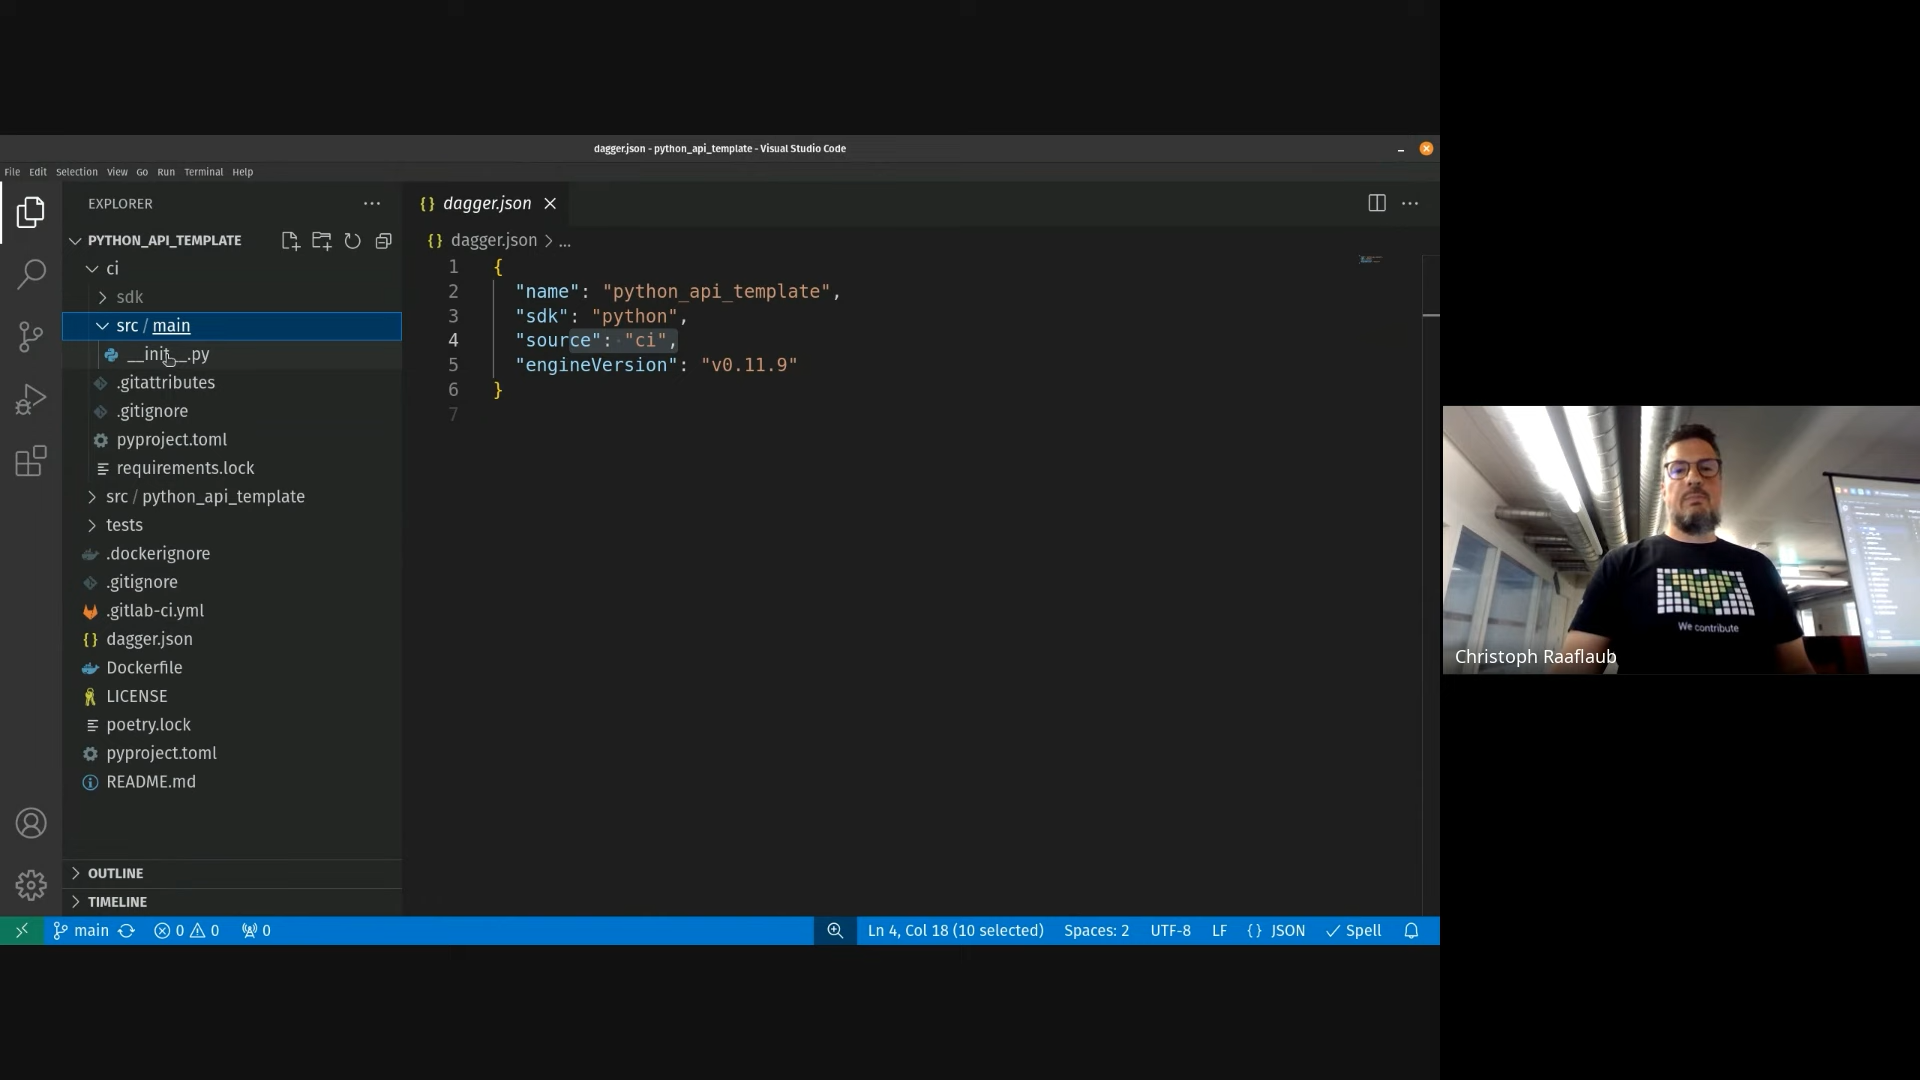 dagger.json - python_api_template - Visual Studio Code
File Edit Selection View Go Run Terminal Help
EXPLORER
PYTHON_API_TEMPLATE
ci
sdk
src / main
__init__.py
.gitattributes
.gitignore
pyproject.toml
requirements.lock
src / python_api_template
tests
.dockerignore
.gitignore
.gitlab-ci.yml
dagger.json
Dockerfile
LICENSE
poetry.lock
pyproject.toml
README.md
OUTLINE
TIMELINE
dagger.json
dagger.json > ...
1 {
2 "name": "python_api_template",
3 "sdk": "python",
4 "source": "ci",
5 "engineVersion": "v0.11.9"
6 }
7
main 0 0 0 Ln 4, Col 18 (10 selected) Spaces: 2 UTF-8 LF {} JSON Spell
We contribute
Christoph Raaflaub